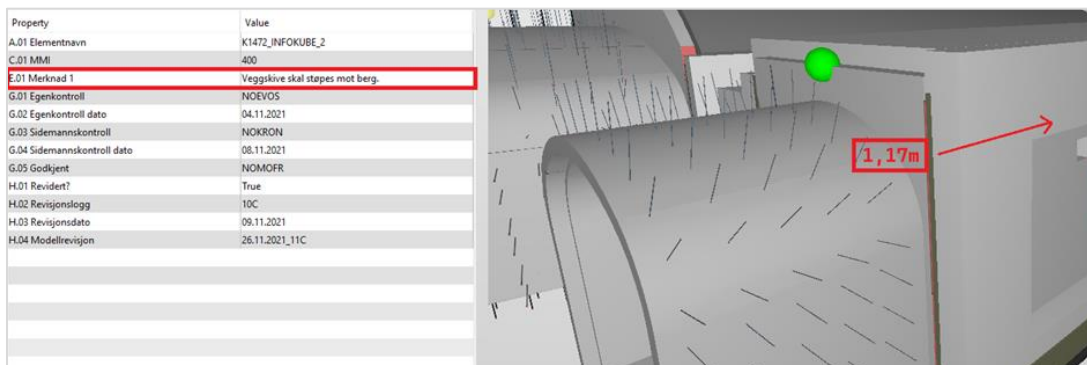 Property Value
A.01 Elementnavn K1472_INFOKUBE_2
C.01 MMI 400
E.01 Merknad 1 Veggskive skal støpes mot berg.
G.01 Egenkontroll NOEVOS
G.02 Egenkontroll dato 04.11.2021
G.03 Sidemannskontroll NOKRON
G.04 Sidemannskontroll dato 08.11.2021
G.05 Godkjent NOMOFR
H.01 Revidert? True
H.02 Revisjonslogg 10C
H.03 Revisjonsdato 09.11.2021
H.04 Modellrevisjon 26.11.2021_11C
1,17m